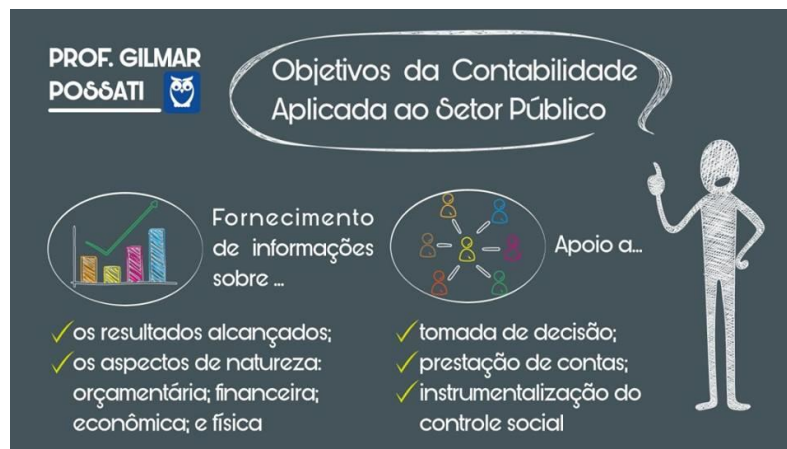 PROF. GILMAR
POSSATI
Objetivos da Contabilidade
Aplicada ao Setor Público
Fornecimento
de informações
sobre ...
Apoio a...
os resultados alcançados;
os aspectos de natureza:
orçamentária; financeira;
econômica; e física
tomada de decisão;
prestação de contas;
instrumentalização do
controle social